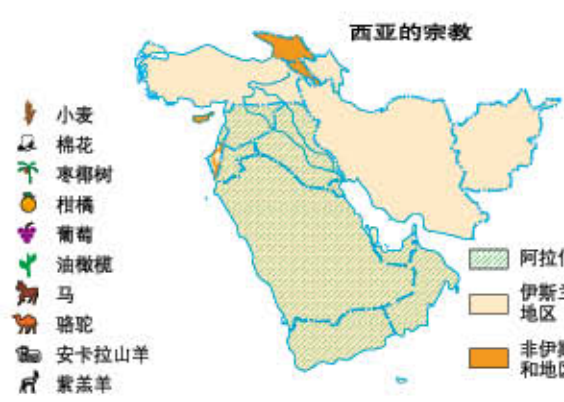 西亚的宗教
小麦
棉花
枣椰树
柑橘
葡萄
油橄榄
马
骆驼
安卡拉山羊
紫羔羊
阿拉伯
伊斯兰
地区
非伊斯
和地区